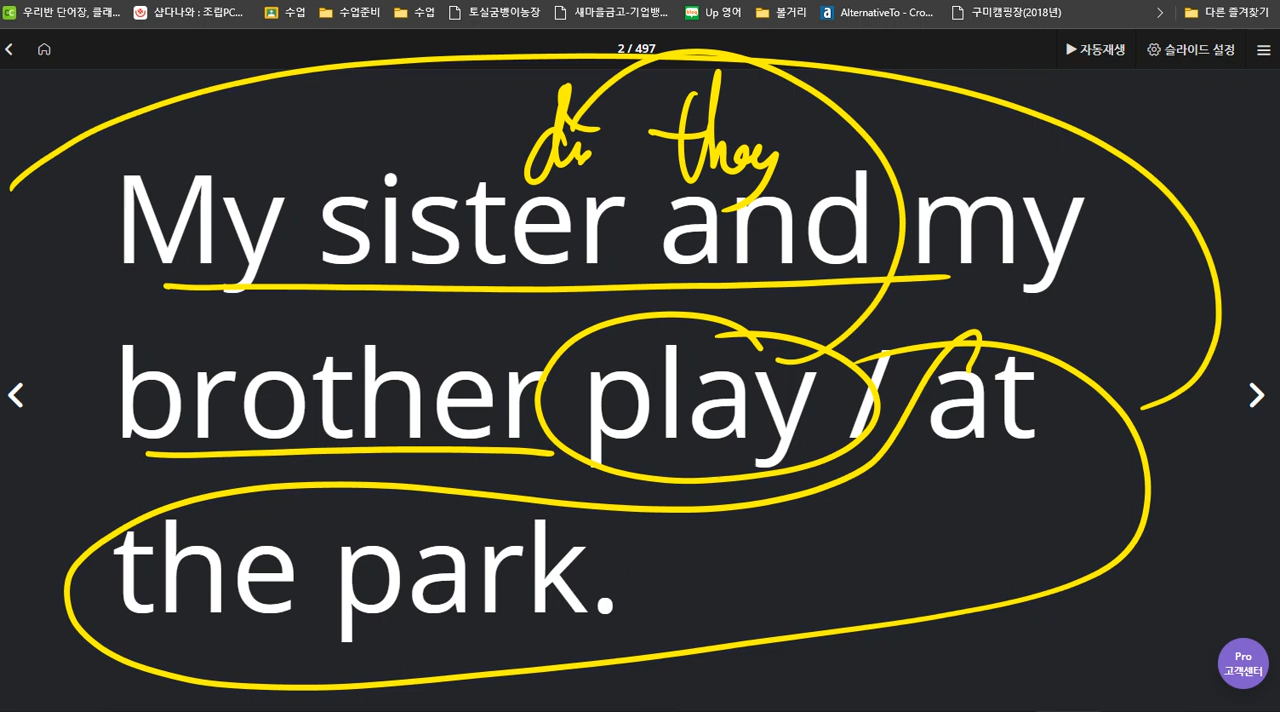 우리반 단어장, 클래... 샵다나와 : 조립PC... 수업 수업준비 수업 토실굼벵이농장 새마을금고-기업뱅... Up 영어 볼거리 AlternativeTo - Cro... 구미캠핑장(2018년) 다른 즐겨찾기
2 / 497 자동재생 슬라이드 설정
they
My sister and my
brother play / at
the park.
Pro
고객센터